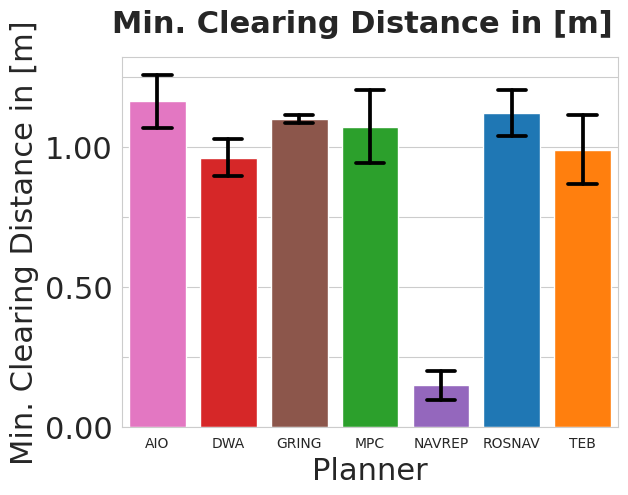 Min. Clearing Distance in [m]
Min. Clearing Distance in [m]
1.00
0.50
0.00
AIO DWA GRING MPC NAVREP ROSNAV TEB
Planner